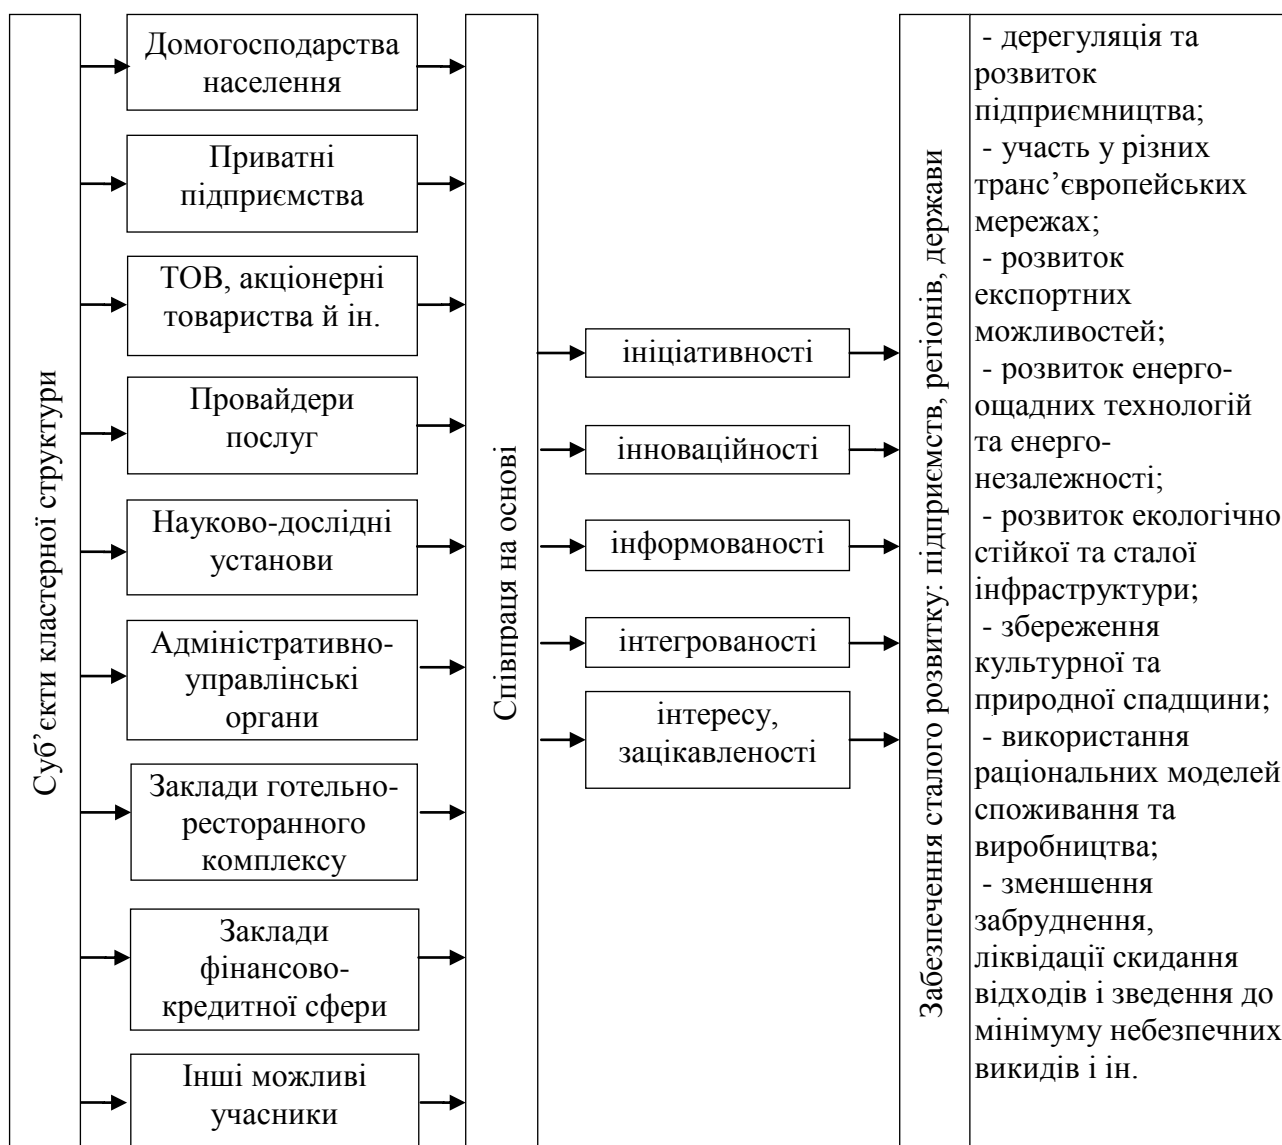 Суб’єкти кластерної структури
Домогосподарства
населення
Приватні
підприємства
ТОВ, акціонерні
товариства й ін.
Провайдери
послуг
Науково-дослідні
установи
Адміністративно-
управлінські
органи
Заклади готельно-
ресторанного
комплексу
Заклади
фінансово-
кредитної сфери
Інші можливі
учасники
Співпраця на основі
ініціативності
інноваційності
інформованості
інтегрованості
інтересу,
зацікавленості
Забезпечення сталого розвитку: підприємств, регіонів, держави
- дерегуляція та
розвиток
підприємництва;
- участь у різних
транс’європейських
мережах;
- розвиток
експортних
можливостей;
- розвиток енерго-
ощадних технологій
та енерго-
незалежності;
- розвиток екологічно
стійкої та сталої
інфраструктури;
- збереження
культурної та
природної спадщини;
- використання
раціональних моделей
споживання та
виробництва;
- зменшення
забруднення,
ліквідації скидання
відходів і зведення до
мінімуму небезпечних
викидів і ін.